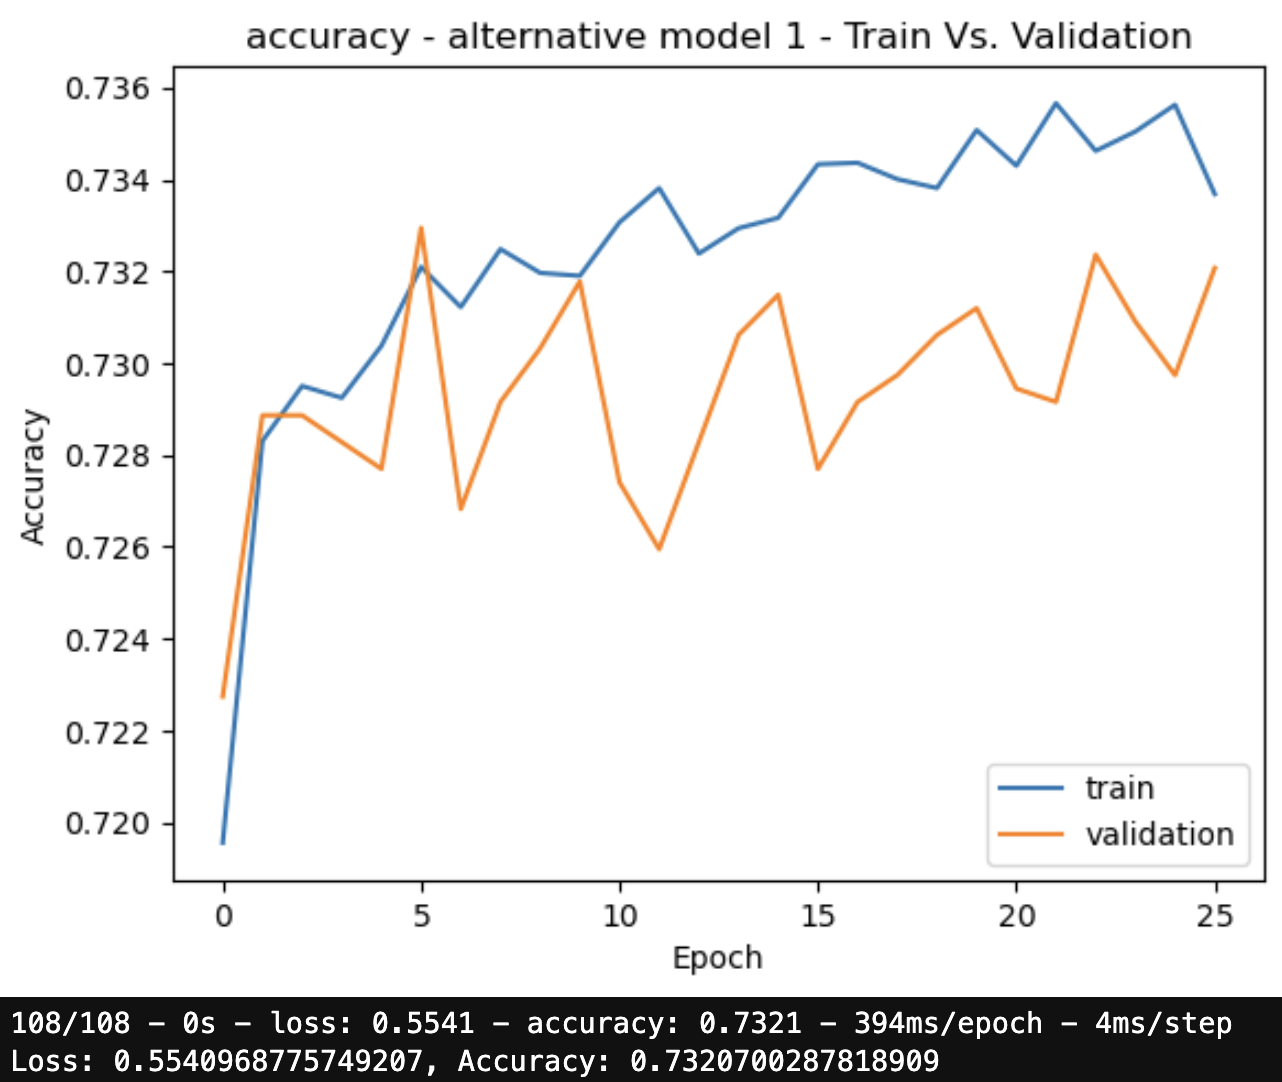 accuracy - alternative model 1 - Train Vs. Validation
0.736
0.734
0.732
0.730
0.728
0.726
0.724
0.722
0.720
Accuracy
train
validation
0 5 10 15 20 25
Epoch
108/108 - 0s - loss: 0.5541 - accuracy: 0.7321 - 394ms/epoch - 4ms/step
Loss: 0.5540968775749207, Accuracy: 0.7320700287818909